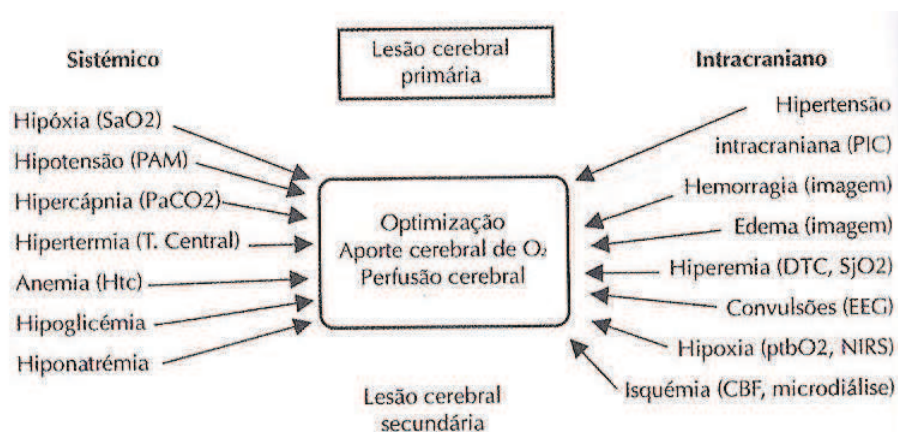 Sistémico
Hipóxia (SaO2)
Hipotensão (PAM)
Hipercápnia (PaCO2)
Hipertermia (T. Central)
Anemia (Htc)
Hipoglicémia
Hiponatrémia
Lesão cerebral
primária
Optimização
Aporte cerebral de O₂
Perfusão cerebral
Lesão cerebral
secundária
Intracraniano
Hipertensão
intracraniana (PIC)
Hemorragia (imagem)
Edema (imagem)
Hiperemia (DTC, SjO2)
Convulsões (EEG)
Hipoxia (ptbO2, NIRS)
Isquémia (CBF, microdiálise)